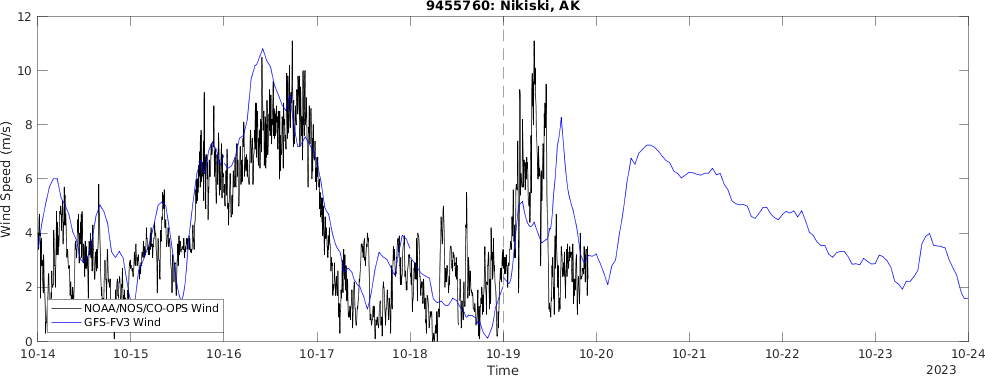 9455760: Nikiski, AK
Wind Speed (m/s)
12
10
8
6
4
2
0
NOAA/NOS/CO-OPS Wind
GFS-FV3 Wind
10-14 10-15 10-16 10-17 10-18 10-19 10-20 10-21 10-22 10-23 10-24
Time
2023